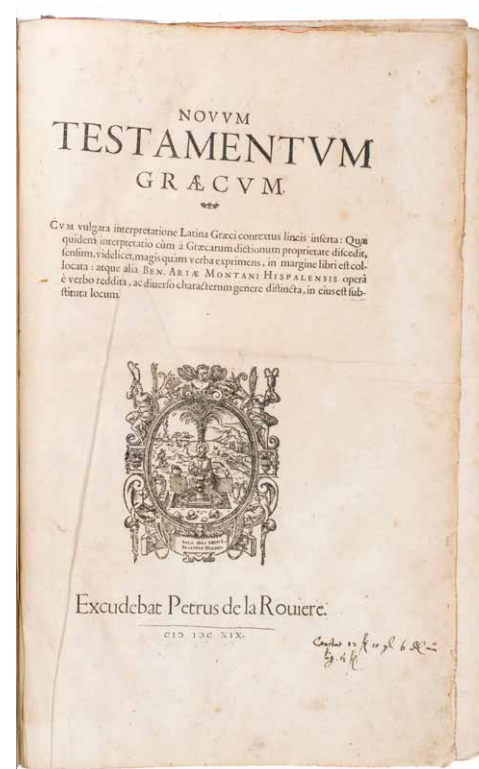 NOVVM
TESTAMENTVM
GRÆCVM,
CVM vulgata interpretatione Latina Græci contextus lineis inserta: Quæ
quidem interpretatio cùm à Græcarum dictionum proprietate discedit,
sensum, videlicet, magis quàm verba exprimens, in margine libri est col-
locata: atque alia BEN. ARIÆ MONTANI HISPALENSIS operâ
è verbo reddita, ac diuerso characterum genere distincta, in eius est sub-
stituta locum.
Excudebat Petrus de la Rouiere.
CIↃ IↃC XIX.